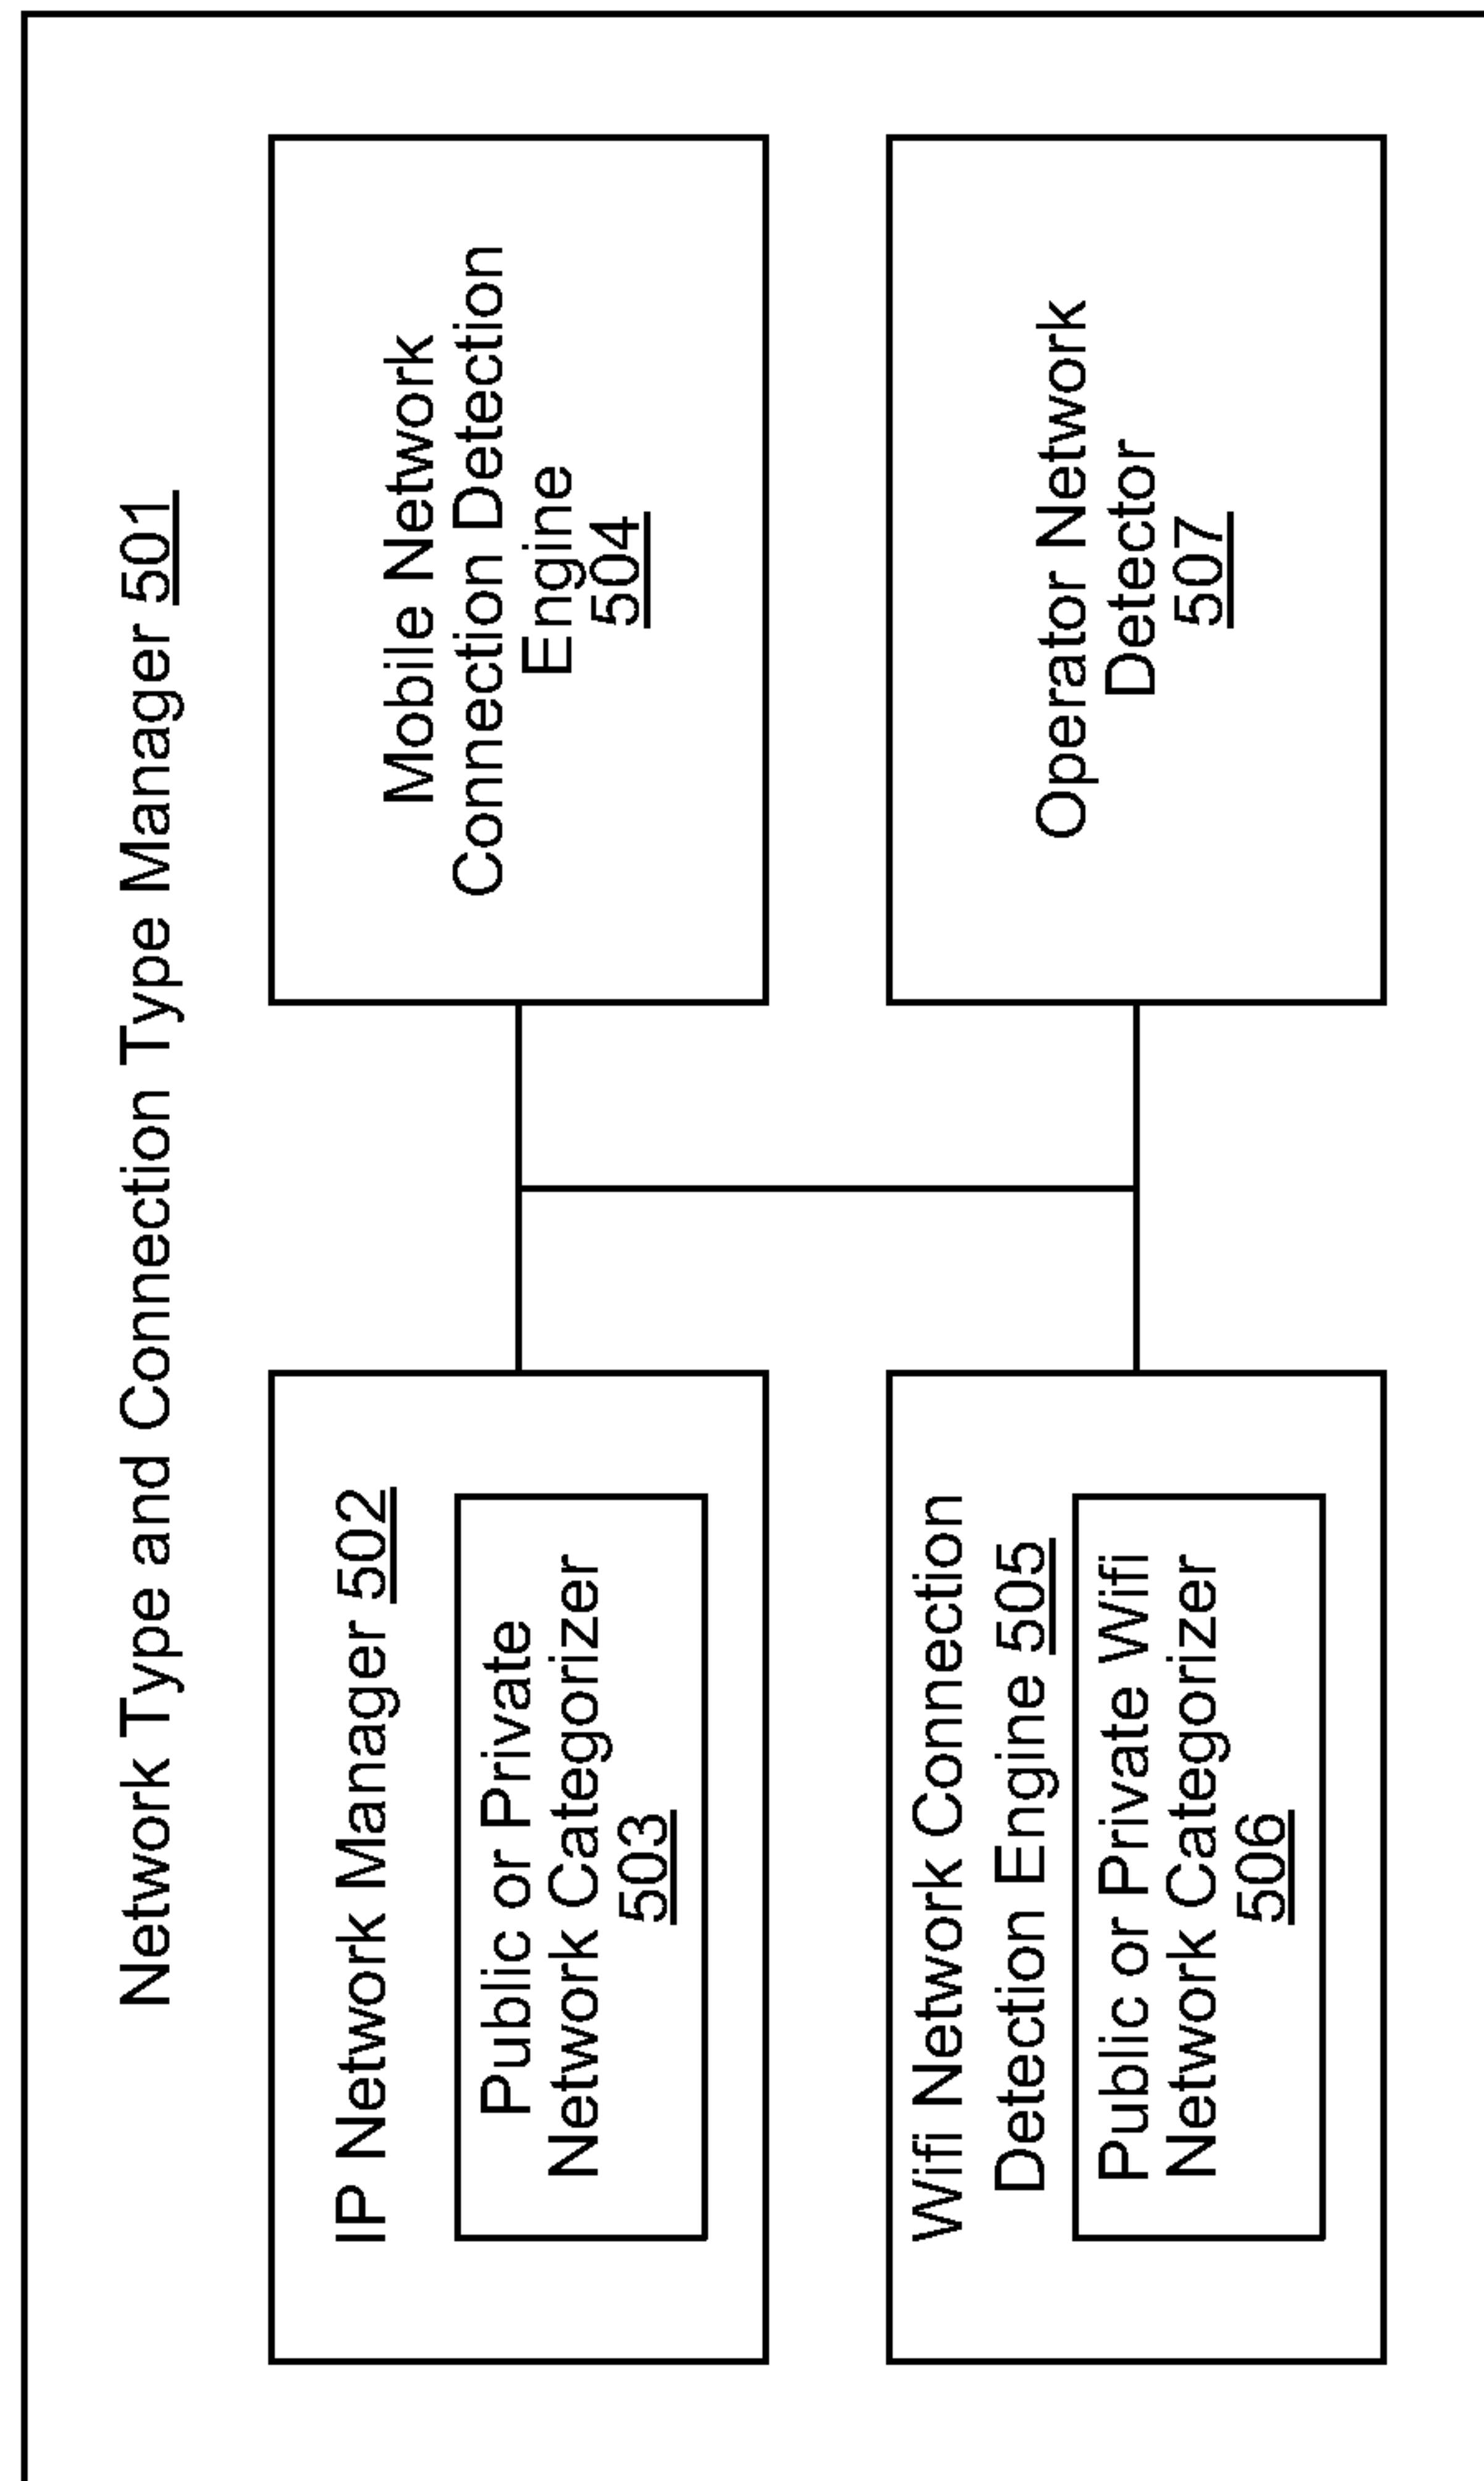 Network Type and Connection Type Manager 501
IP Network Manager 502
Public or Private
Network Categorizer
503
Mobile Network
Connection Detection
Engine
504
Wifi Network Connection
Detection Engine 505
Public or Private Wifi
Network Categorizer
506
Operator Network
Detector
507